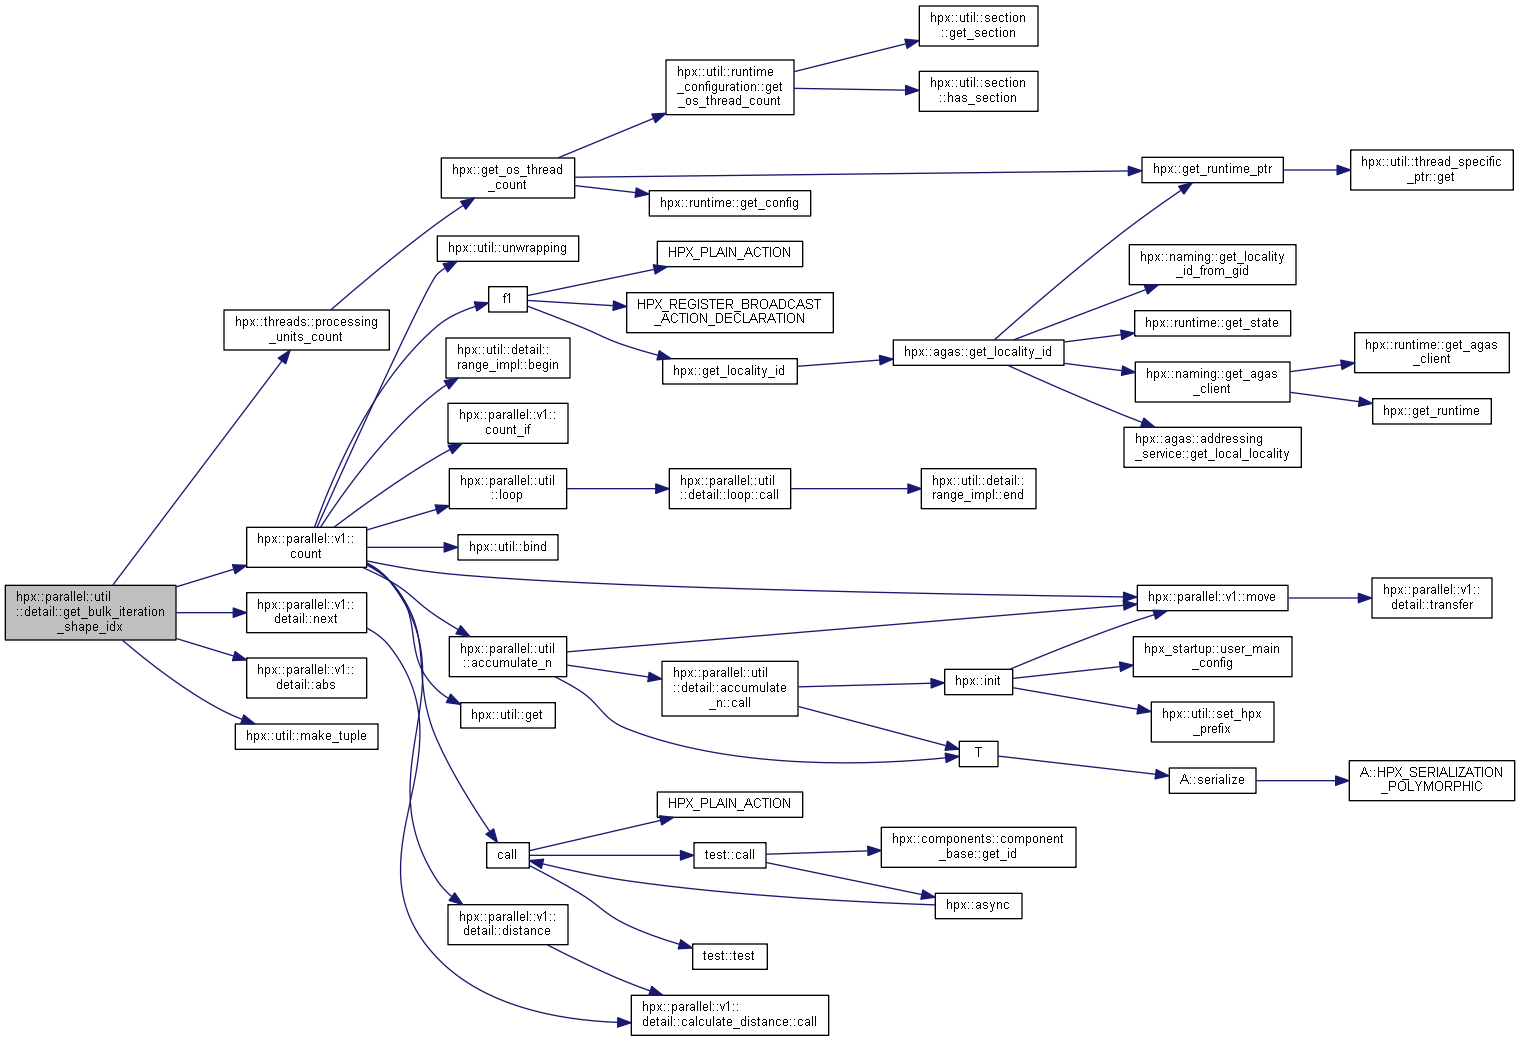 hpx::util::section
::get_section
hpx::util::runtime
_configuration::get
_os_thread_count
hpx::util::section
::has_section
hpx::get_os_thread
_count
hpx::get_runtime_ptr
hpx::util::thread_specific
_ptr::get
hpx::runtime::get_config
hpx::util::unwrapping
HPX_PLAIN_ACTION
hpx::naming::get_locality
_id_from_gid
f1
HPX_REGISTER_BROADCAST
_ACTION_DECLARATION
hpx::threads::processing
_units_count
hpx::runtime::get_state
hpx::util::detail::
range_impl::begin
hpx::get_locality_id
hpx::agas::get_locality_id
hpx::naming::get_agas
_client
hpx::runtime::get_agas
_client
hpx::get_runtime
hpx::parallel::v1::
count_if
hpx::agas::addressing
_service::get_local_locality
hpx::parallel::util
::loop
hpx::parallel::util
::detail::loop::call
hpx::util::detail::
range_impl::end
hpx::parallel::v1::
count
hpx::util::bind
hpx::parallel::util
::detail::get_bulk_iteration
_shape_idx
hpx::parallel::v1::
detail::next
hpx::parallel::v1::move
hpx::parallel::v1::
detail::transfer
hpx::parallel::util
::accumulate_n
hpx_startup::user_main
_config
hpx::parallel::v1::
detail::abs
hpx::parallel::util
::detail::accumulate
_n::call
hpx::init
hpx::util::get
hpx::util::set_hpx
_prefix
hpx::util::make_tuple
T
A::serialize
A::HPX_SERIALIZATION
_POLYMORPHIC
HPX_PLAIN_ACTION
call
test::call
hpx::components::component
_base::get_id
hpx::async
hpx::parallel::v1::
detail::distance
test::test
hpx::parallel::v1::
detail::calculate_distance::call